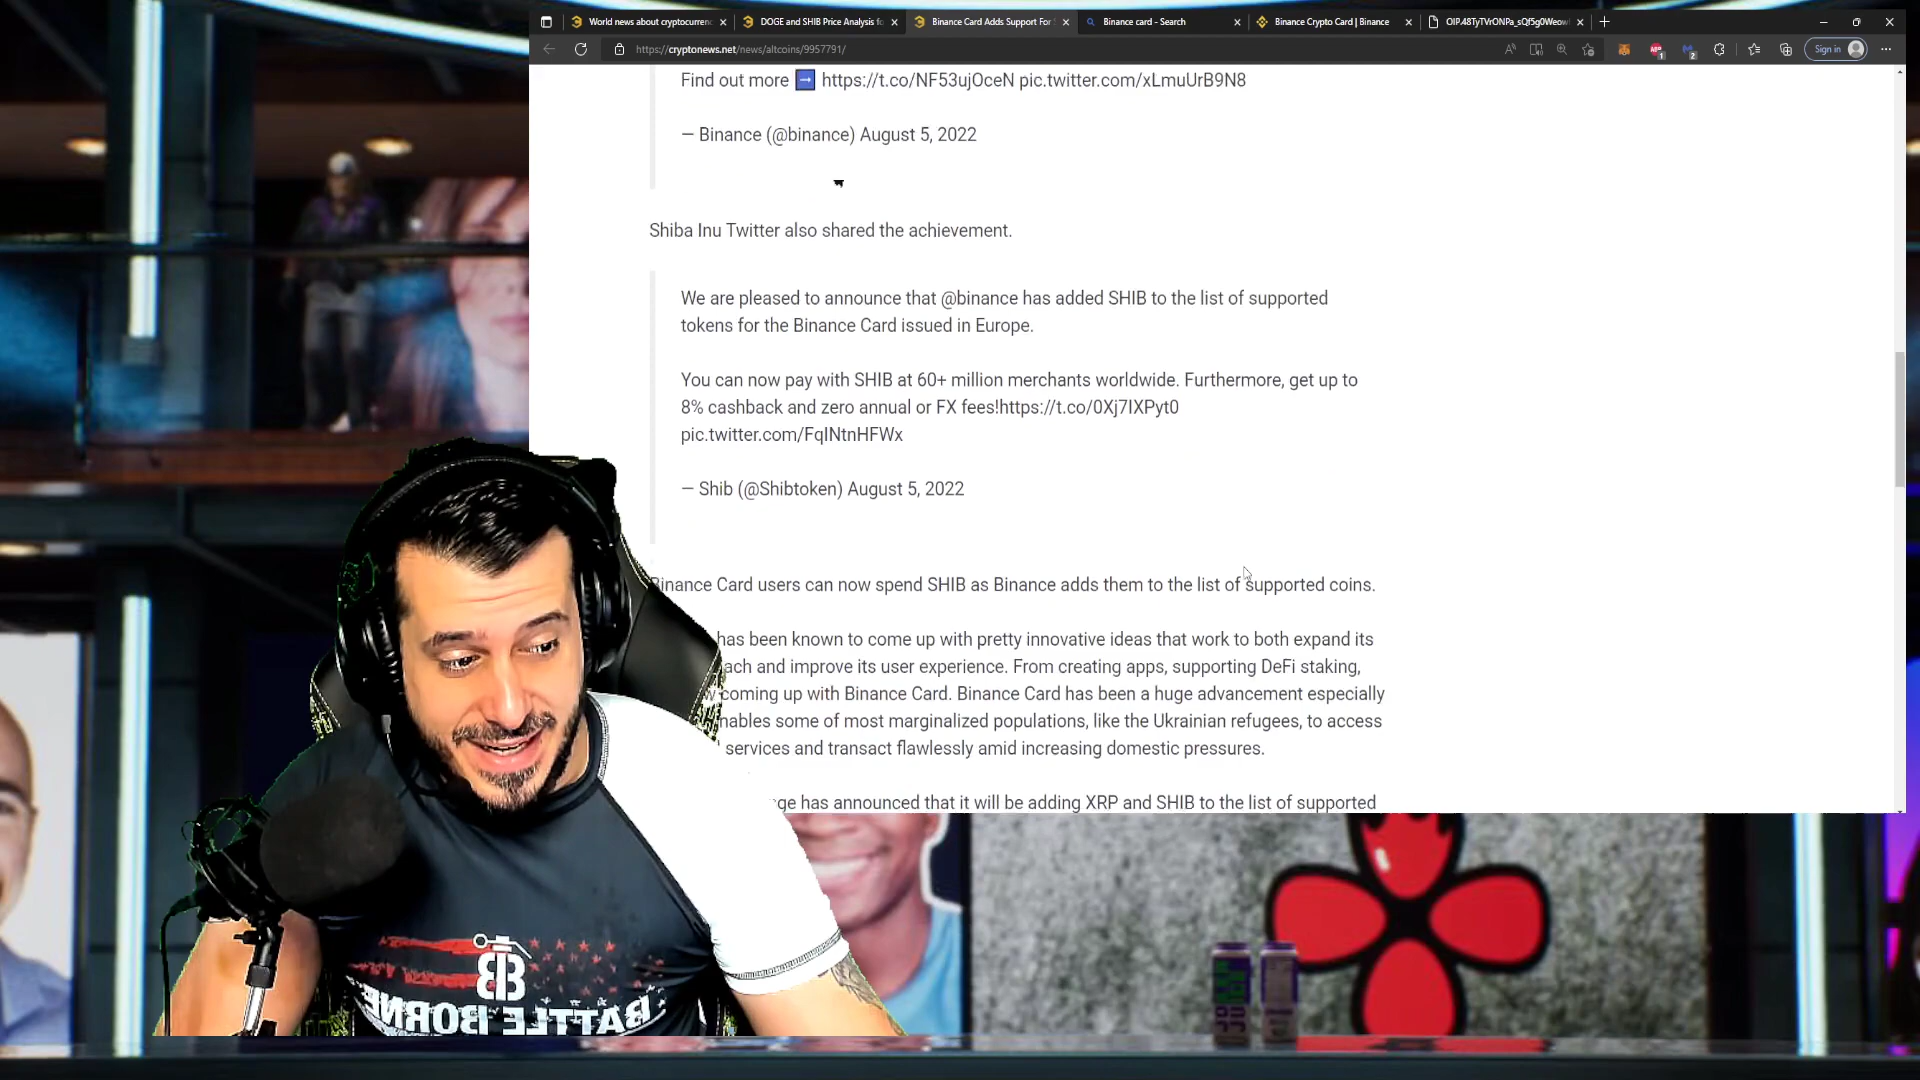 World news about cryptocurren
DOGE and SHIB Price Analysis fo
Binance Card Adds Support For
Binance card - Search
Binance Crypto Card | Binance
https://cryptonews.net/news/altcoins/9957791/
Sign in
Find out more ➡ https://t.co/NF53ujOceN pic.twitter.com/xLmuUrB9N8
— Binance (@binance) August 5, 2022
Shiba Inu Twitter also shared the achievement.
We are pleased to announce that @binance has added SHIB to the list of supported
tokens for the Binance Card issued in Europe.
You can now pay with SHIB at 60+ million merchants worldwide. Furthermore, get up to
8% cashback and zero annual or FX fees!https://t.co/0Xj7IXPyt0
pic.twitter.com/FqINtnHFWx
— Shib (@Shibtoken) August 5, 2022
Binance Card users can now spend SHIB as Binance adds them to the list of supported coins.
has been known to come up with pretty innovative ideas that work to both expand its
ach and improve its user experience. From creating apps, supporting DeFi staking,
w coming up with Binance Card. Binance Card has been a huge advancement especially
nables some of most marginalized populations, like the Ukrainian refugees, to access
services and transact flawlessly amid increasing domestic pressures.
ge has announced that it will be adding XRP and SHIB to the list of supported
BATTLE BORNE